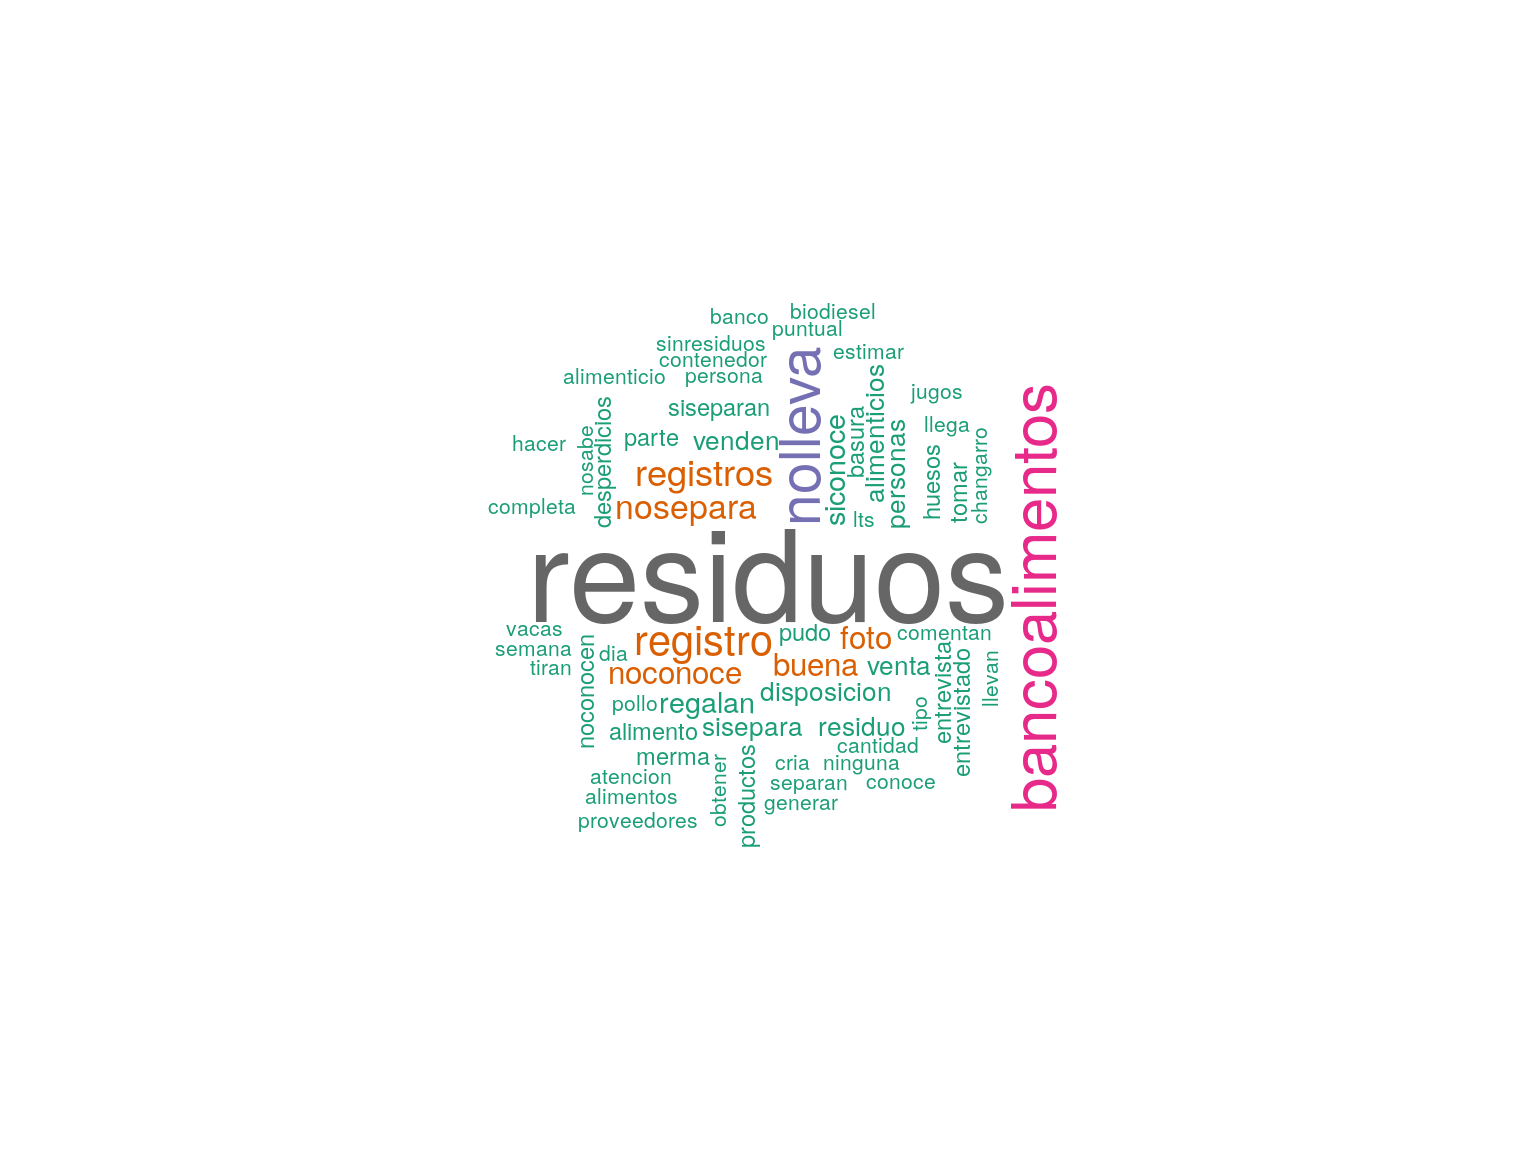 banco
biodiesel
puntual
sinresiduos
contenedor
estimar
alimenticio
persona
nolleva
alimenticios
jugos
siseparan
desperdicios
basura
siconoce
personas
llega
hacer
nosabe
parte
venden
huesos
tomar
changarro
registros
completa
nosepara
lts
bancoalimentos
residuos
vacas
semana
tiran
noconocen
dia
registro
pudo
foto
comentan
noconoce
buena
venta
entrevista
entrevistado
llevan
pollo
regalan
disposicion
tipo
alimento
sisepara
residuo
cantidad
merma
cria
ninguna
atencion
obtener
productos
separan
conoce
alimentos
generar
proveedores